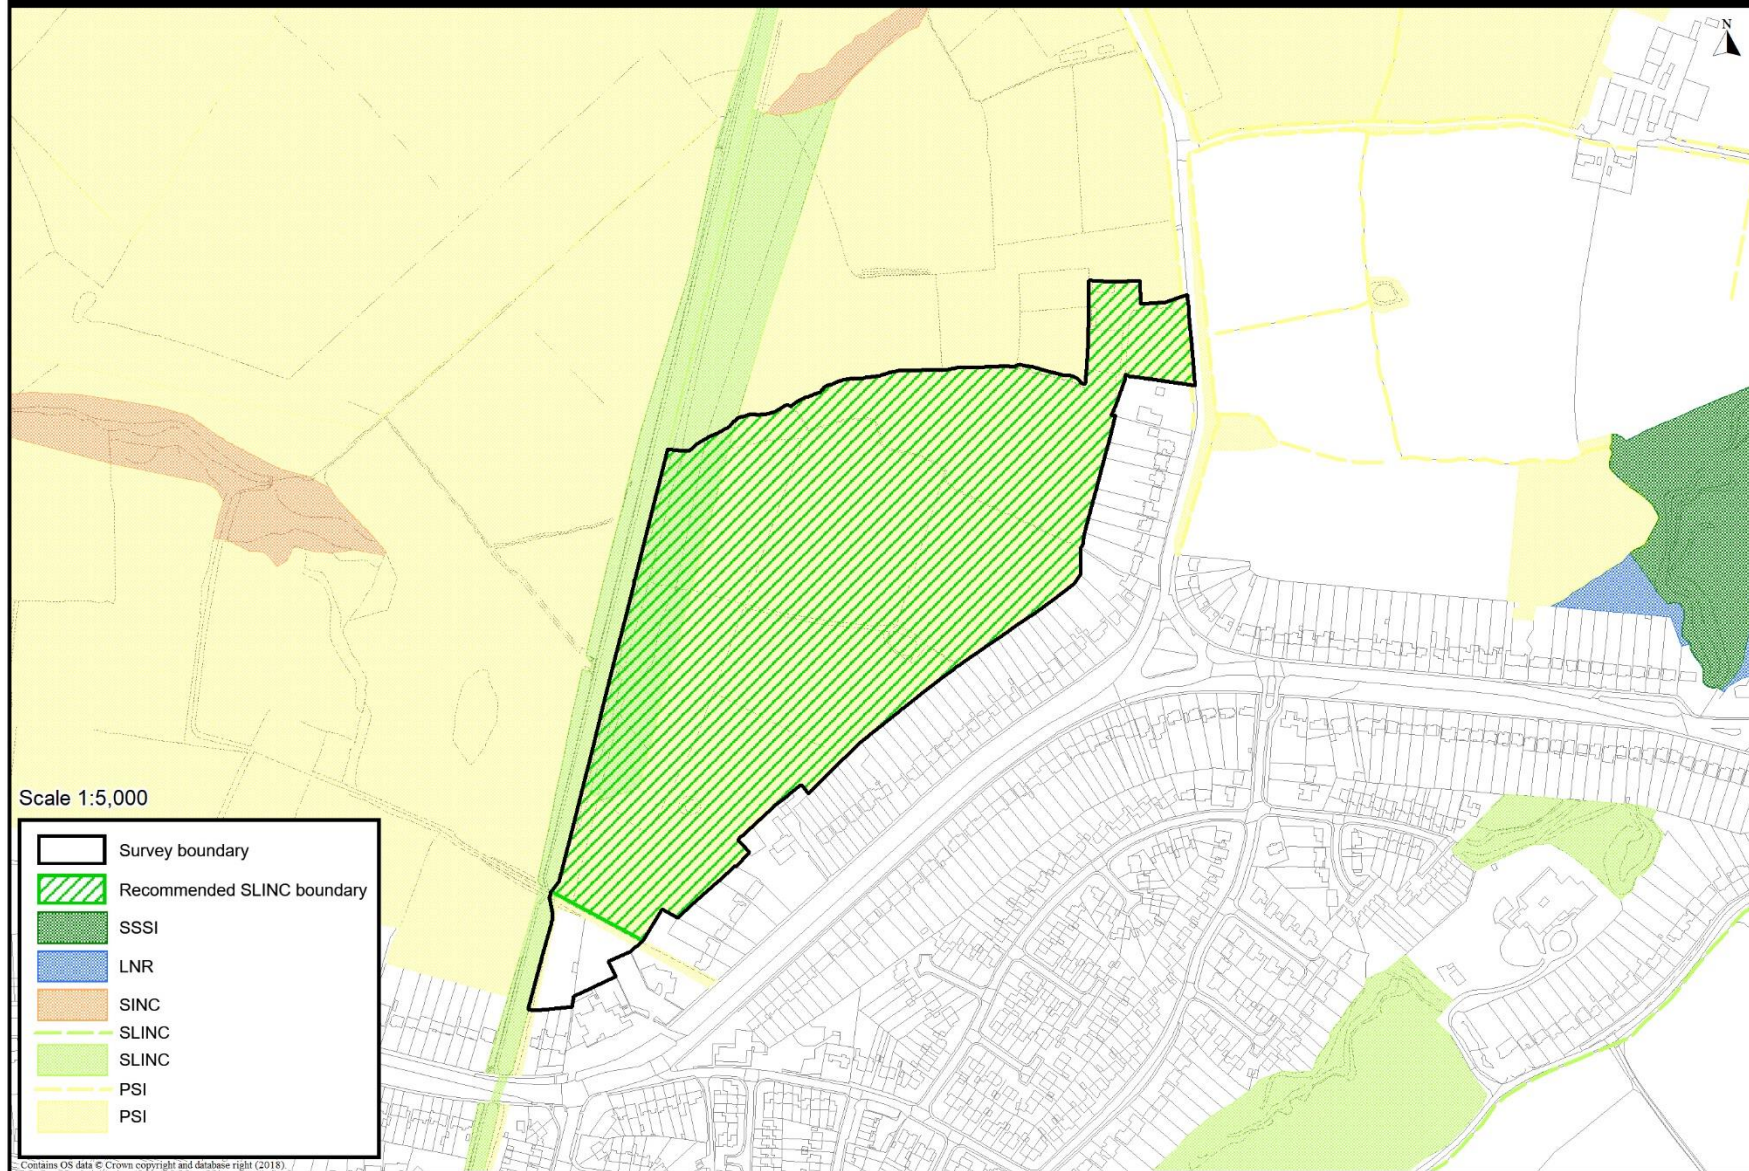 N
Scale 1:5,000
Survey boundary
Recommended SLINC boundary
SSSI
LNR
SINC
SLINC
SLINC
PSI
PSI
Contains OS data © Crown copyright and database right (2018).